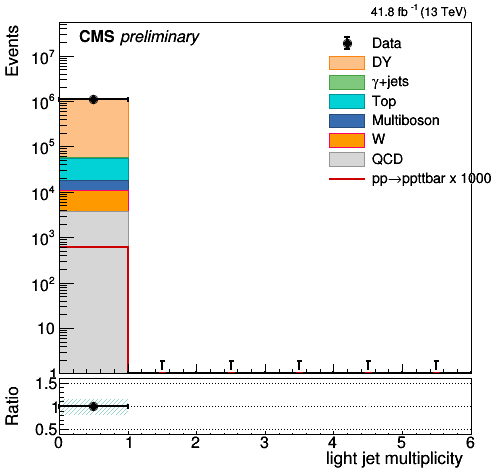 41.8 fb⁻¹ (13 TeV)
CMS preliminary
Events
10⁷
10⁶
10⁵
10⁴
10³
10²
10
1
Data
DY
γ+jets
Top
Multiboson
W
QCD
pp→ppttbar x 1000
Ratio
1.5
1
0.5
0 1 2 3 4 5 6
light jet multiplicity